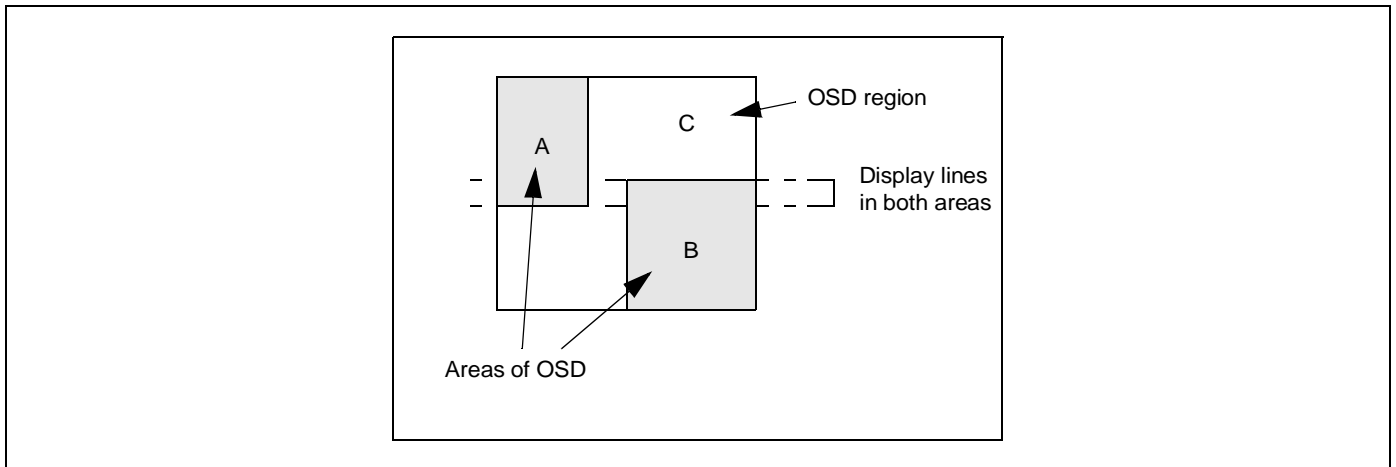 OSD region
C
A
Display lines
in both areas
B
Areas of OSD